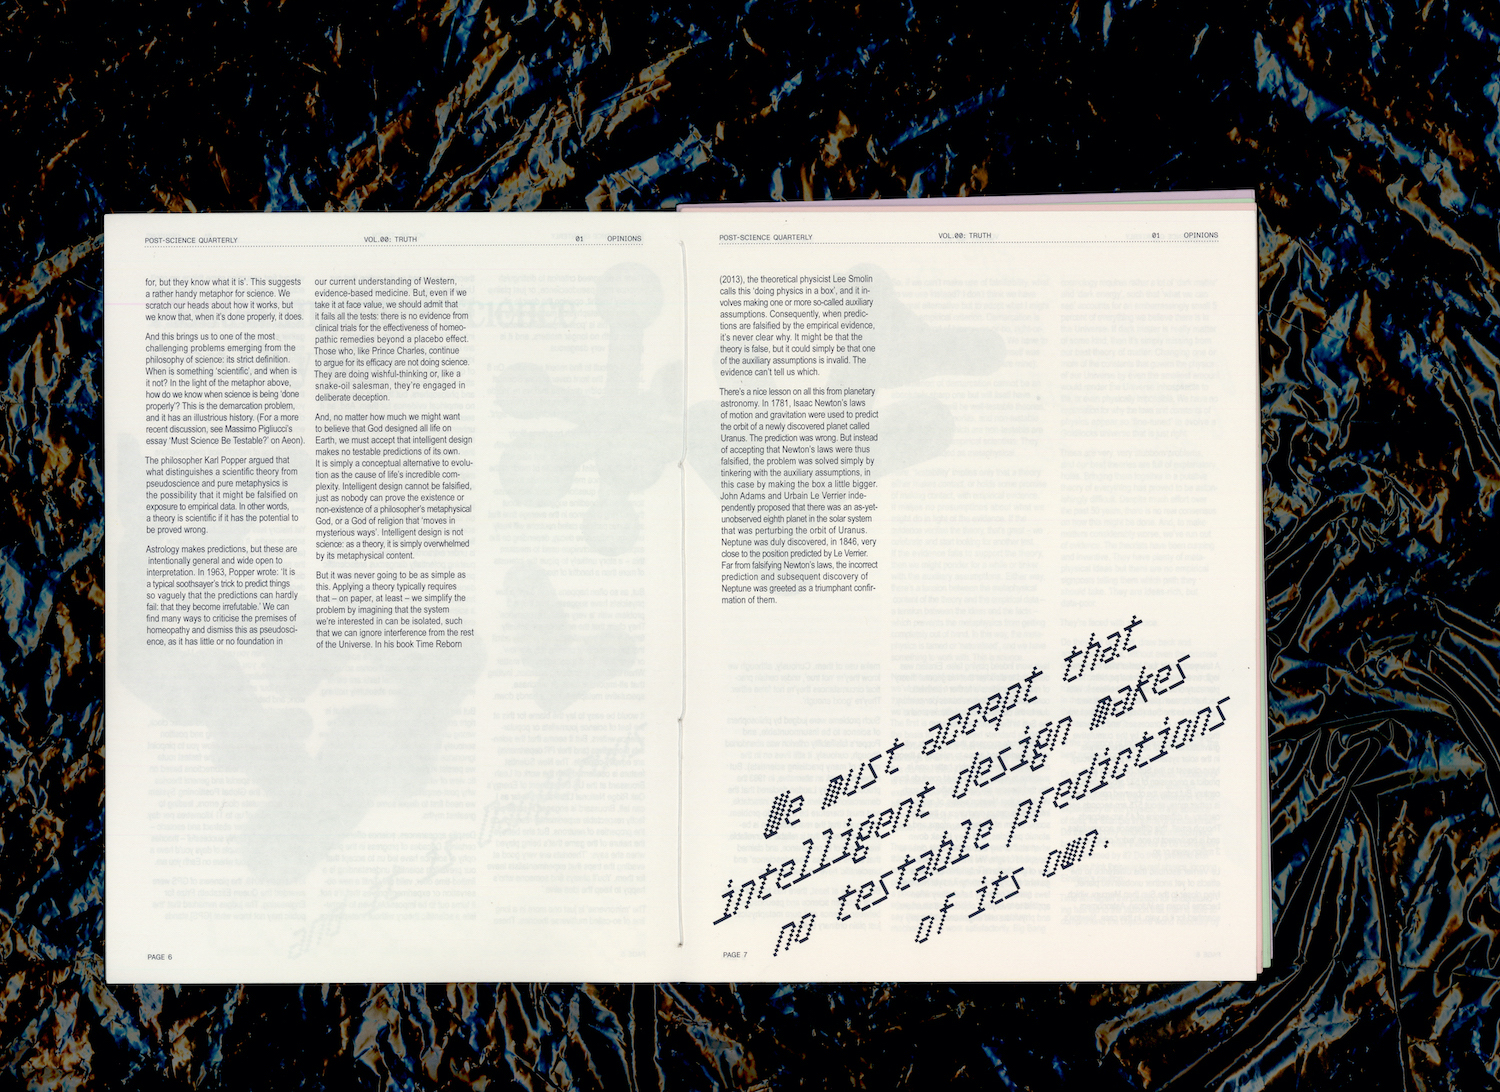 POST-SCIENCE QUARTERLY
VOL.00: TRUTH
01
OPINIONS
for, but they know what it is’. This suggests
a rather handy metaphor for science. We
scratch our heads about how it works, but
we know that, when it’s done properly, it does.
And this brings us to one of the most
challenging problems emerging from the
philosophy of science: its strict definition.
When is something ‘scientific’, and when is
it not? In the light of the metaphor above,
how do we know when science is being ‘done
properly’? This is the demarcation problem,
and it has an illustrious history. (For a more
recent discussion, see Massimo Pigliucci’s
essay ‘Must Science Be Testable?’ on Aeon).
The philosopher Karl Popper argued that
what distinguishes a scientific theory from
pseudoscience and pure metaphysics is
the possibility that it might be falsified on
exposure to empirical data. In other words,
a theory is scientific if it has the potential to
be proved wrong.
Astrology makes predictions, but these are
intentionally general and wide open to
interpretation. In 1963, Popper wrote: ‘It is
a typical soothsayer’s trick to predict things
so vaguely that the predictions can hardly
fail: that they become irrefutable.’ We can
find many ways to criticise the premises of
homeopathy and dismiss this as pseudosci-
ence, as it has little or no foundation in
our current understanding of Western,
evidence-based medicine. But, even if we
take it at face value, we should admit that
it fails all the tests: there is no evidence from
clinical trials for the effectiveness of homeo-
pathic remedies beyond a placebo effect.
Those who, like Prince Charles, continue
to argue for its efficacy are not doing science.
They are doing wishful-thinking or, like a
snake-oil salesman, they’re engaged in
deliberate deception.
And, no matter how much we might want
to believe that God designed all life on
Earth, we must accept that intelligent design
makes no testable predictions of its own.
It is simply a conceptual alternative to evolu-
tion as the cause of life’s incredible com-
plexity. Intelligent design cannot be falsified,
just as nobody can prove the existence or
non-existence of a philosopher’s metaphysical
God, or a God of religion that ‘moves in
mysterious ways’. Intelligent design is not
science: as a theory, it is simply overwhelmed
by its metaphysical content.
But it was never going to be as simple as
this. Applying a theory typically requires
that – on paper, at least – we simplify the
problem by imagining that the system
we’re interested in can be isolated, such
that we can ignore interference from the rest
of the Universe. In his book Time Reborn
PAGE 6
POST-SCIENCE QUARTERLY
VOL.00: TRUTH
01
OPINIONS
(2013), the theoretical physicist Lee Smolin
calls this ‘doing physics in a box’, and it in-
volves making one or more so-called auxiliary
assumptions. Consequently, when predic-
tions are falsified by the empirical evidence,
it’s never clear why. It might be that the
theory is false, but it could simply be that one
of the auxiliary assumptions is invalid. The
evidence can’t tell us which.
There’s a nice lesson on all this from planetary
astronomy. In 1781, Isaac Newton’s laws
of motion and gravitation were used to predict
the orbit of a newly discovered planet called
Uranus. The prediction was wrong. But instead
of accepting that Newton’s laws were thus
falsified, the problem was solved simply by
tinkering with the auxiliary assumptions, in
this case by making the box a little bigger.
John Adams and Urbain Le Verrier inde-
pendently proposed that there was an as-yet-
unobserved eighth planet in the solar system
that was perturbing the orbit of Uranus.
Neptune was duly discovered, in 1846, very
close to the position predicted by Le Verrier.
Far from falsifying Newton’s laws, the incorrect
prediction and subsequent discovery of
Neptune was greeted as a triumphant confir-
mation of them.
We must accept that
intelligent design makes
no testable predictions
of its own.
PAGE 7